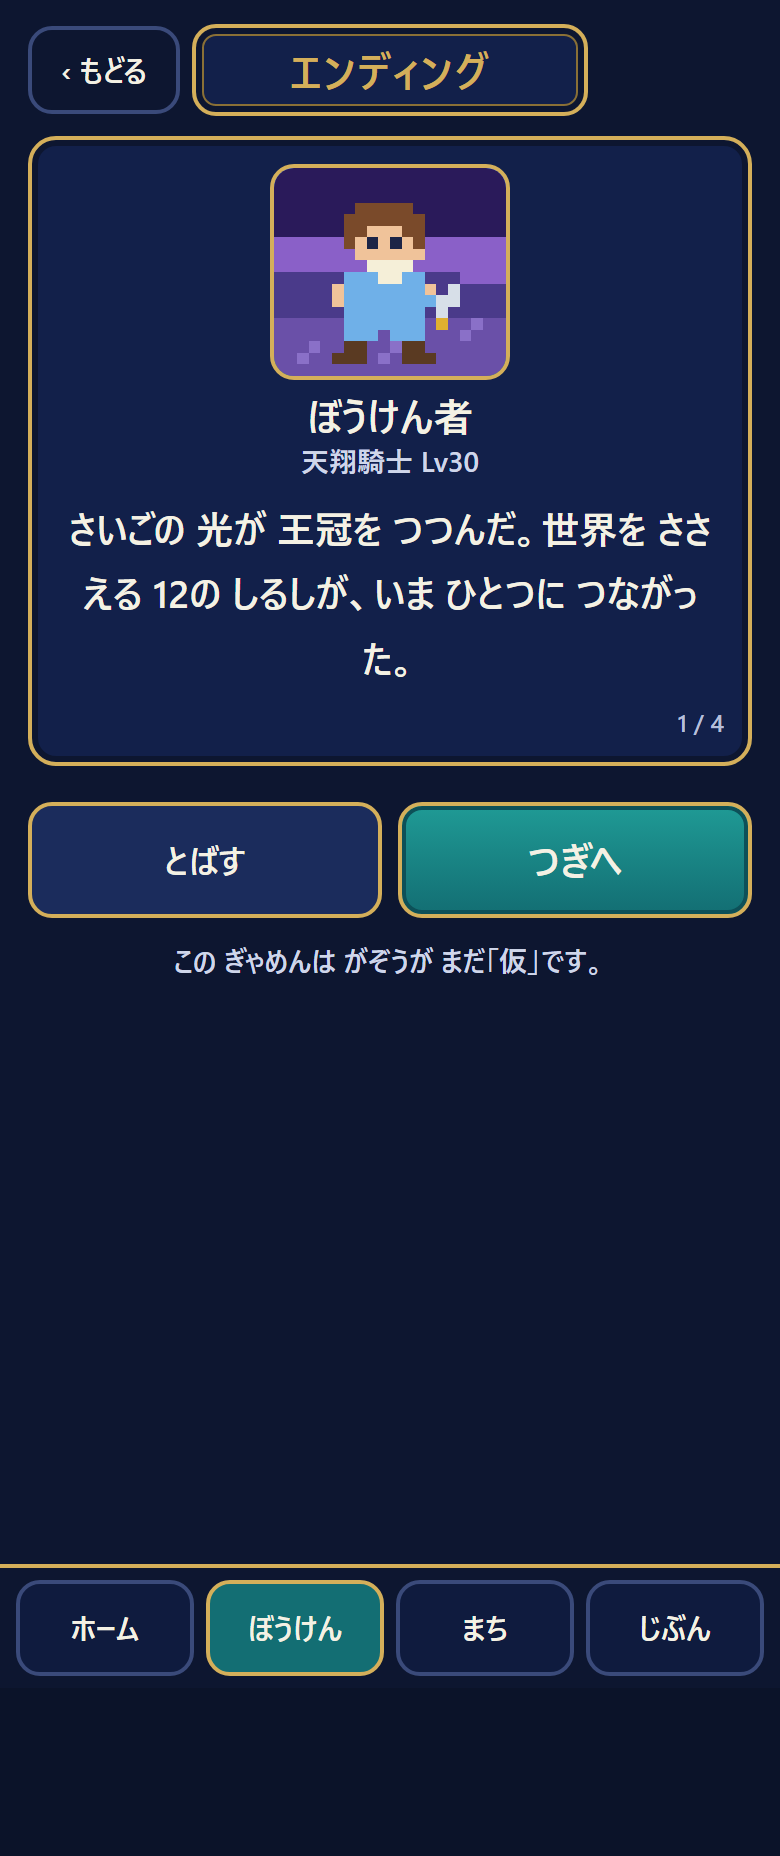 ‹ もどる
エンディング
ぼうけん者
天翔騎士 Lv30
さいごの 光が 王冠を つつんだ。世界を ささ
える 12の しるしが、いま ひとつに つながっ
た。
1 / 4
とばす
つぎへ
この ぎゃめんは がぞうが まだ「仮」です。
ホーム
ぼうけん
まち
じぶん